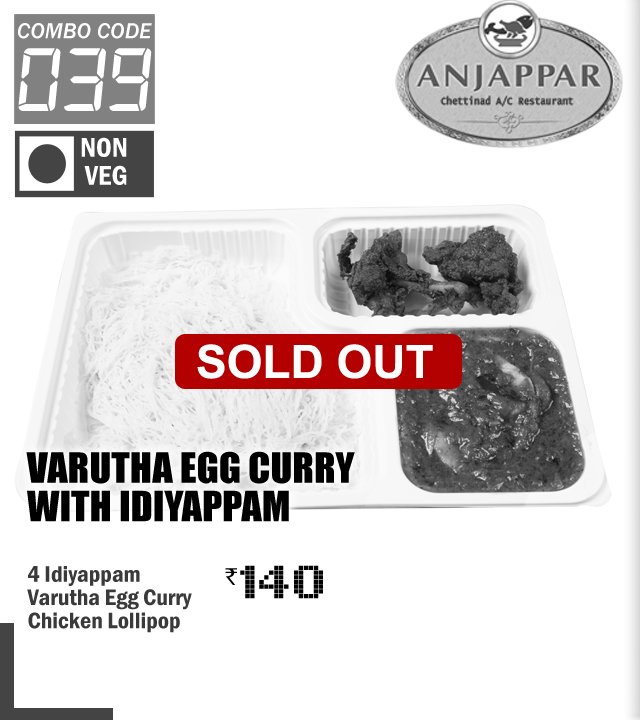 COMBO CODE
039
NON
VEG
ANJAPPAR
Chettinad A/C Restaurant
SOLD OUT
VARUTHA EGG CURRY
WITH IDIYAPPAM
4 Idiyappam
Varutha Egg Curry
Chicken Lollipop
₹140